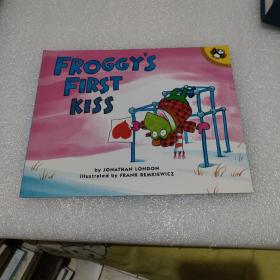 FROGGY'S
FIRST
KISS
by JONATHAN LONDON
illustrated by FRANK REMKIEWICZ